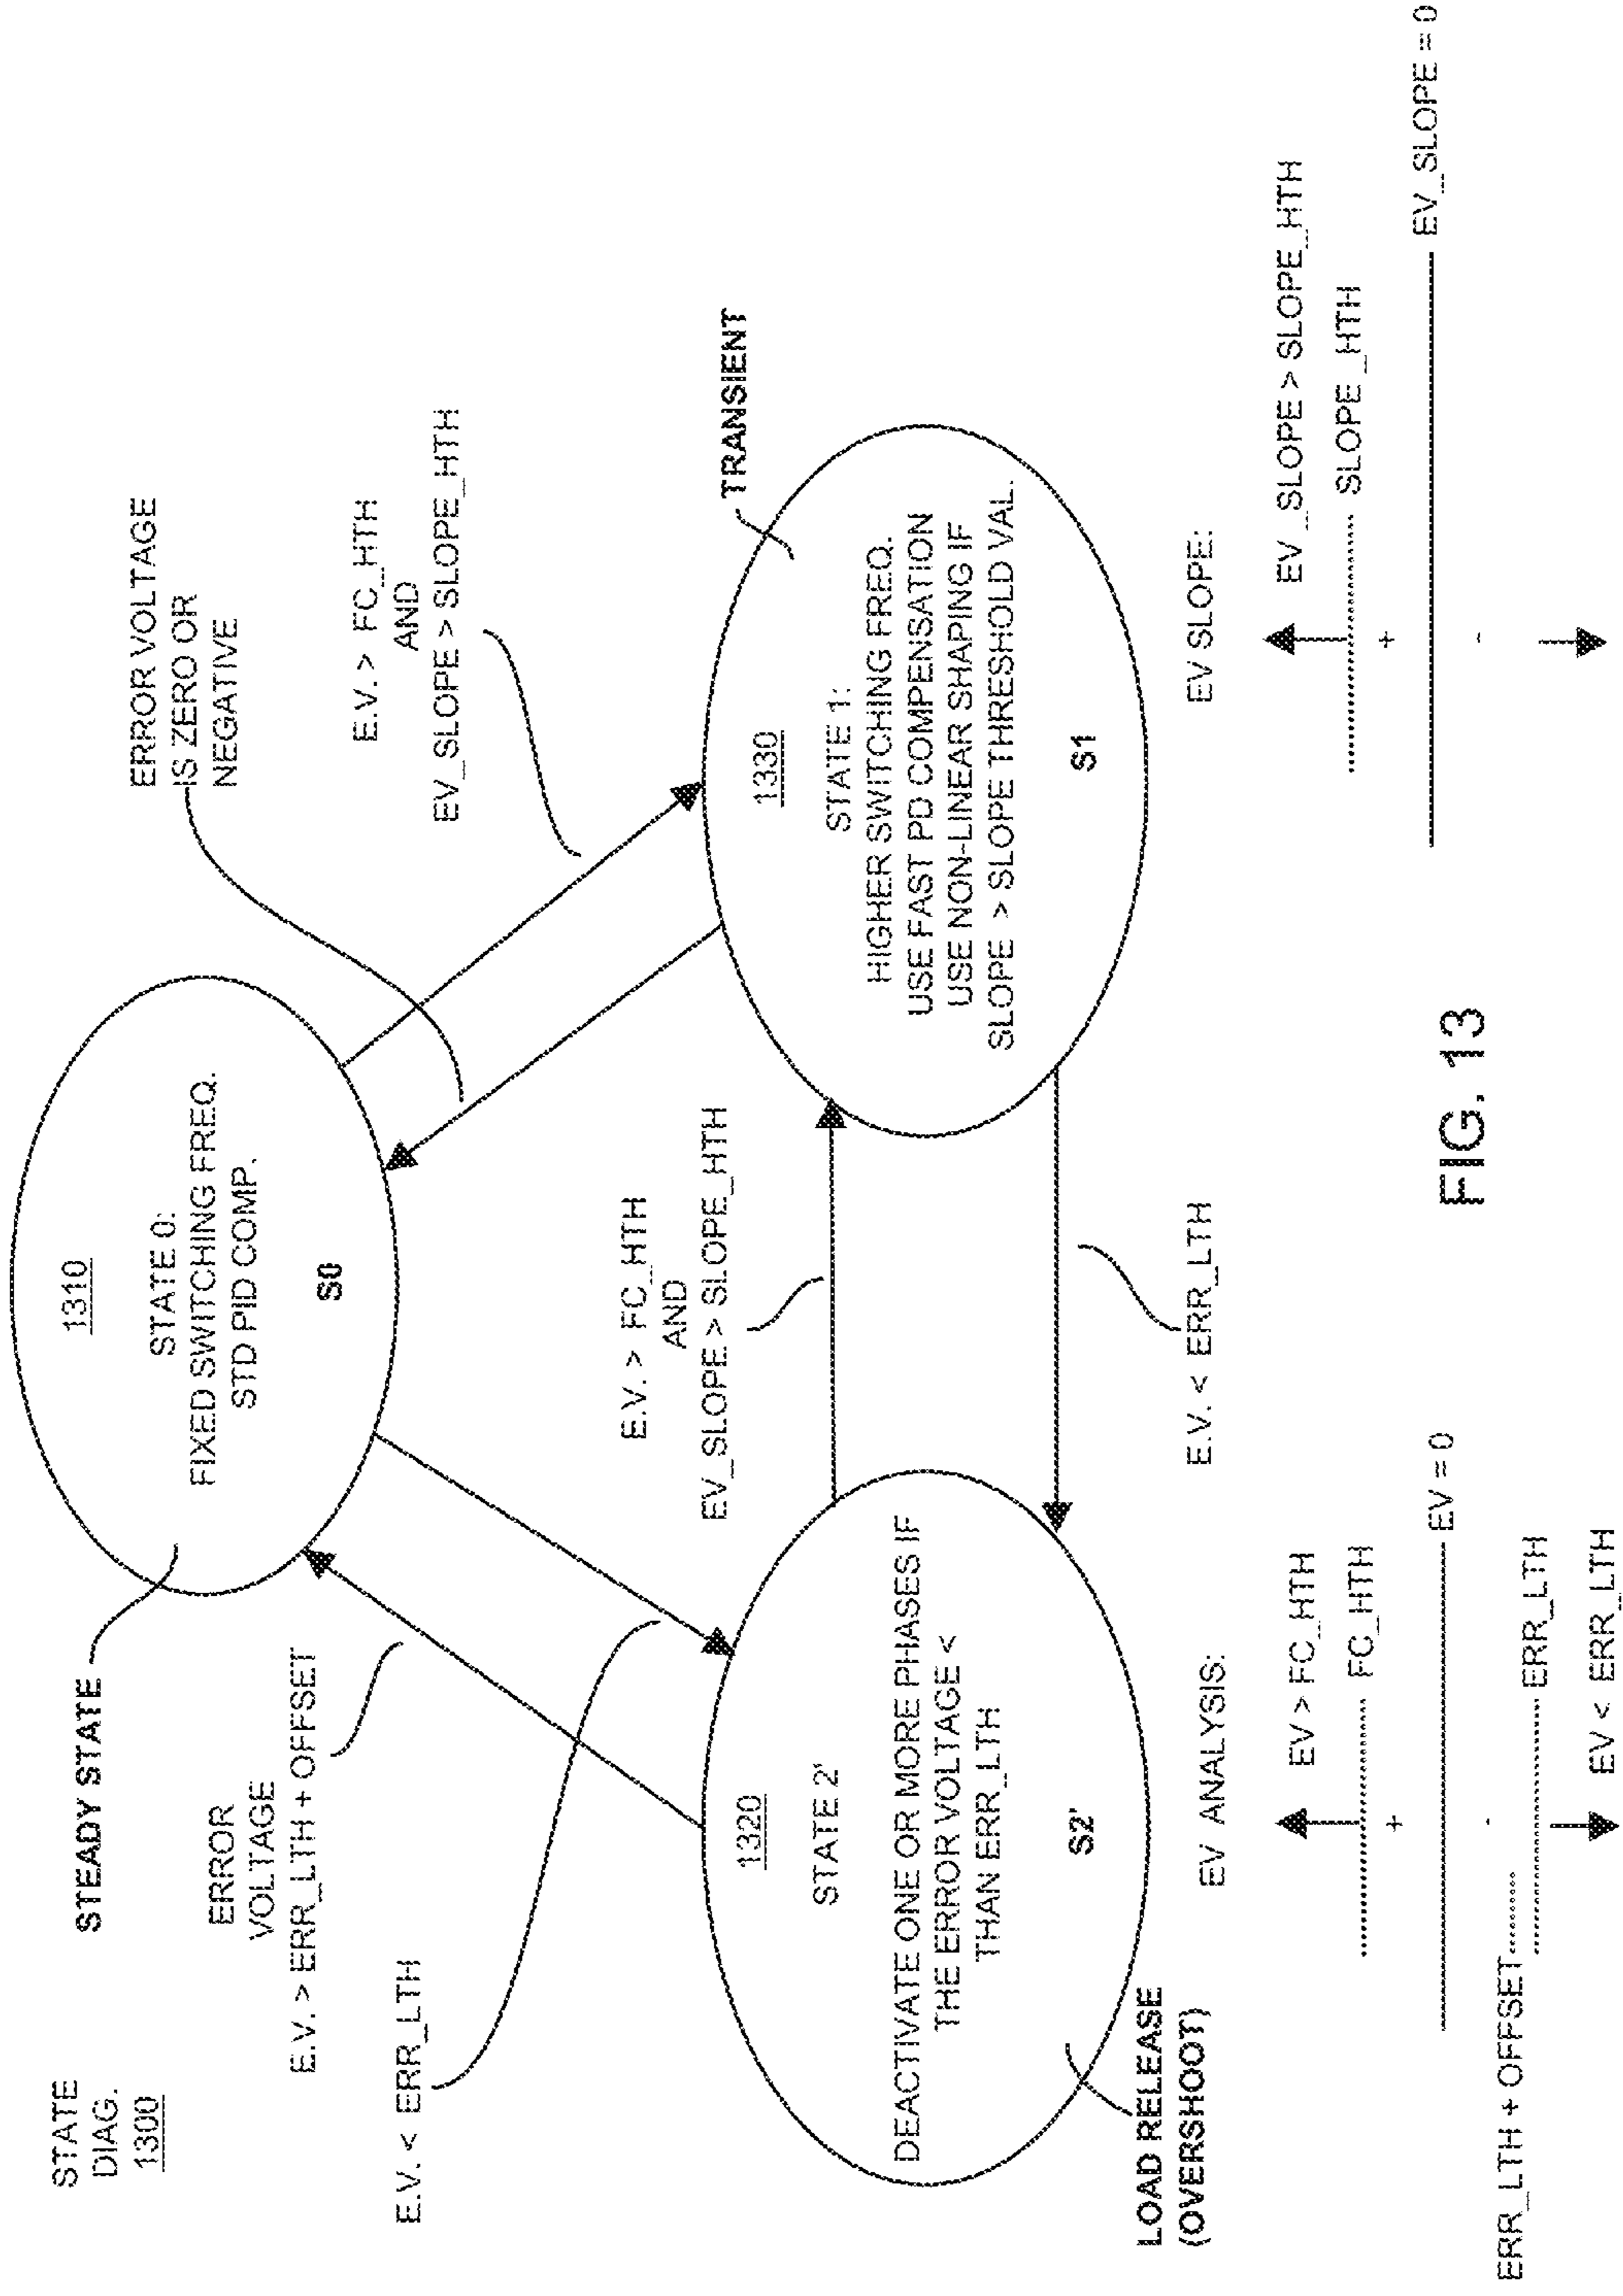 STATE
DIAG.
1300
STEADY STATE
1310
STATE 0:
FIXED SWITCHING FREQ.
STD PID COMP.
S0
ERROR VOLTAGE
IS ZERO OR
NEGATIVE
ERROR
VOLTAGE
E.V. > ERR_LTH + OFFSET
E.V. < ERR_LTH
E.V. > FC_HTH
AND
EV_SLOPE > SLOPE_HTH
E.V. > FC_HTH
AND
EV_SLOPE > SLOPE_HTH
TRANSIENT
1320
STATE 2'
DEACTIVATE ONE OR MORE PHASES IF
THE ERROR VOLTAGE <
THAN ERR_LTH
S2'
1330
STATE 1:
HIGHER SWITCHING FREQ.
USE FAST PD COMPENSATION
USE NON-LINEAR SHAPING IF
SLOPE > SLOPE THRESHOLD VAL.
S1
E.V. < ERR_LTH
LOAD RELEASE
(OVERSHOOT)
EV ANALYSIS:
EV > FC_HTH
FC_HTH
+
EV = 0
-
ERR_LTH + OFFSET
ERR_LTH
EV < ERR_LTH
EV SLOPE:
EV_SLOPE > SLOPE_HTH
SLOPE_HTH
+
EV_SLOPE = 0
-
FIG. 13